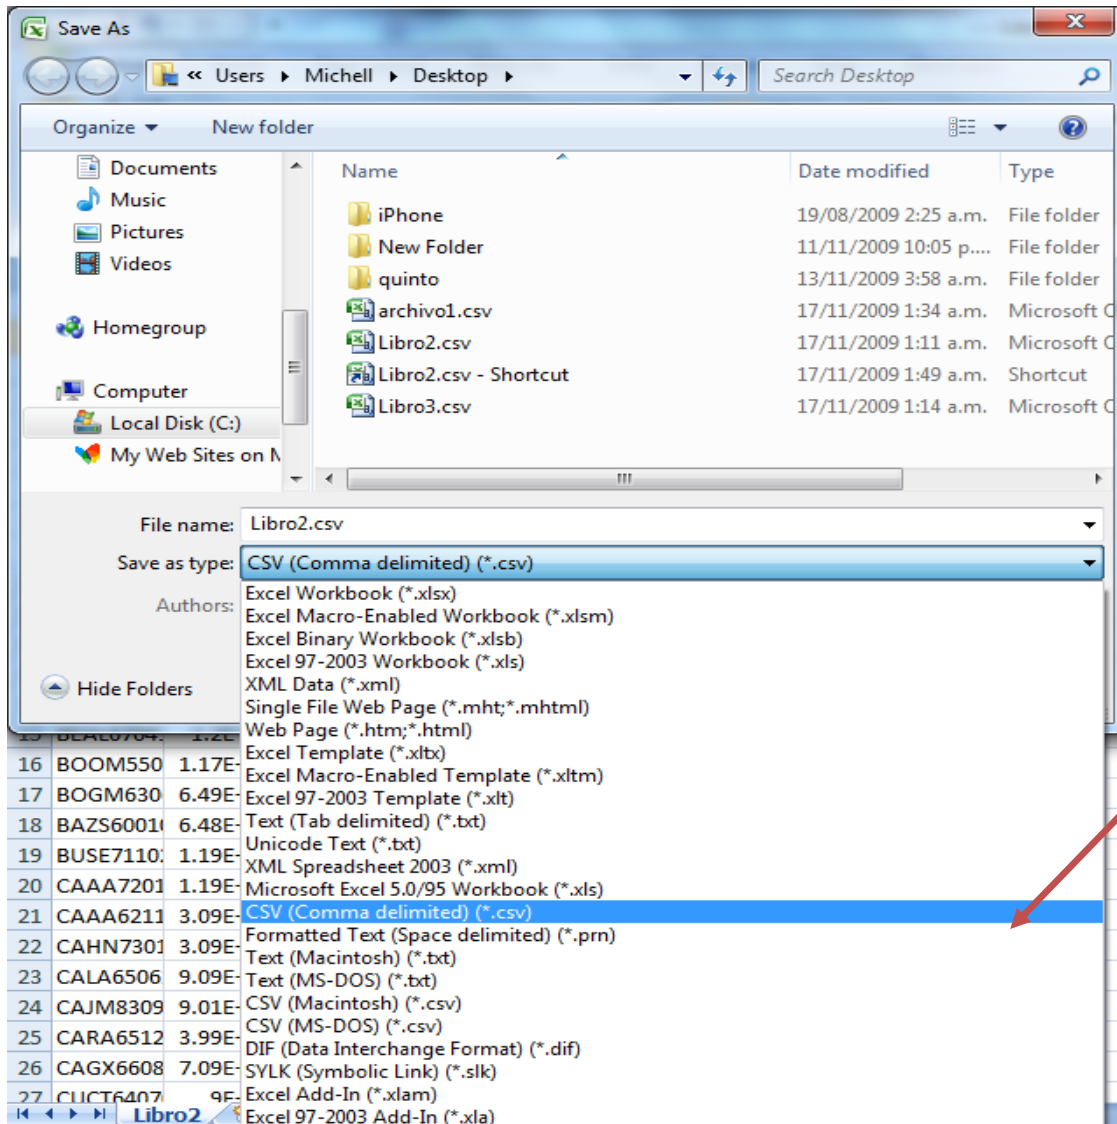 Save As
« Users Michell Desktop Search Desktop
Organize New folder
Documents Name Date modified Type
Music
Pictures iPhone 19/08/2009 2:25 a.m. File folder
Videos New Folder 11/11/2009 10:05 p.... File folder
quinto 13/11/2009 3:58 a.m. File folder
Homegroup archivo1.csv 17/11/2009 1:34 a.m. Microsoft
Libro2.csv 17/11/2009 1:11 a.m. Microsoft
Computer Libro2.csv - Shortcut 17/11/2009 1:49 a.m. Shortcut
Local Disk (C:) Libro3.csv 17/11/2009 1:14 a.m. Microsoft
My Web Sites on
File name: Libro2.csv
Save as type: CSV (Comma delimited) (*.csv)
Authors:
Hide Folders
Excel Workbook (*.xlsx)
Excel Macro-Enabled Workbook (*.xlsm)
Excel Binary Workbook (*.xlsb)
Excel 97-2003 Workbook (*.xls)
XML Data (*.xml)
Single File Web Page (*.mht;*.mhtml)
Web Page (*.htm;*.html)
Excel Template (*.xltx)
Excel Macro-Enabled Template (*.xltm)
Excel 97-2003 Template (*.xlt)
Text (Tab delimited) (*.txt)
Unicode Text (*.txt)
XML Spreadsheet 2003 (*.xml)
Microsoft Excel 5.0/95 Workbook (*.xls)
CSV (Comma delimited) (*.csv)
Formatted Text (Space delimited) (*.prn)
Text (Macintosh) (*.txt)
Text (MS-DOS) (*.txt)
CSV (Macintosh) (*.csv)
CSV (MS-DOS) (*.csv)
DIF (Data Interchange Format) (*.dif)
SYLK (Symbolic Link) (*.slk)
Excel Add-In (*.xlam)
Excel 97-2003 Add-In (*.xla)
16 BOOM550 1.17E-
17 BOGM630 6.49E-
18 BAZS6001 6.48E-
19 BUSE7110 1.19E-
20 CAAA7201 1.19E-
21 CAAA6211 3.09E-
22 CAHN7301 3.09E-
23 CALA6506 9.09E-
24 CAJM8309 9.01E-
25 CARA6512 3.99E-
26 CAGX6608 7.09E-
27 CUCT6407 9E-
Libro2